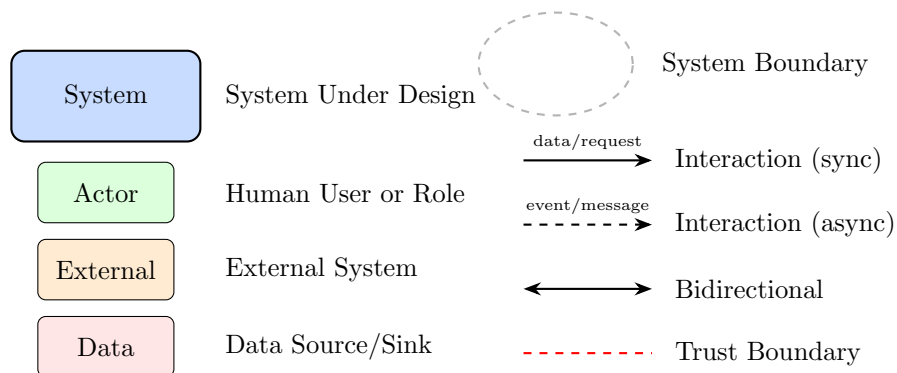 System
System Under Design
System Boundary
data/request
Interaction (sync)
Actor
Human User or Role
event/message
Interaction (async)
External
External System
Bidirectional
Data
Data Source/Sink
Trust Boundary